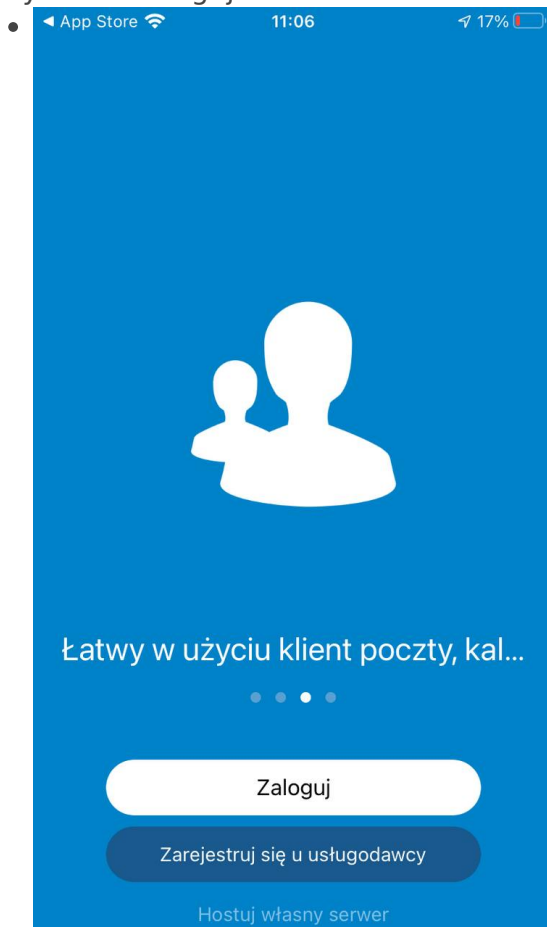 App Store
11:06
17%
Łatwy w użyciu klient poczty, kal...
Zaloguj
Zarejestruj się u usługodawcy
Hostuj własny serwer